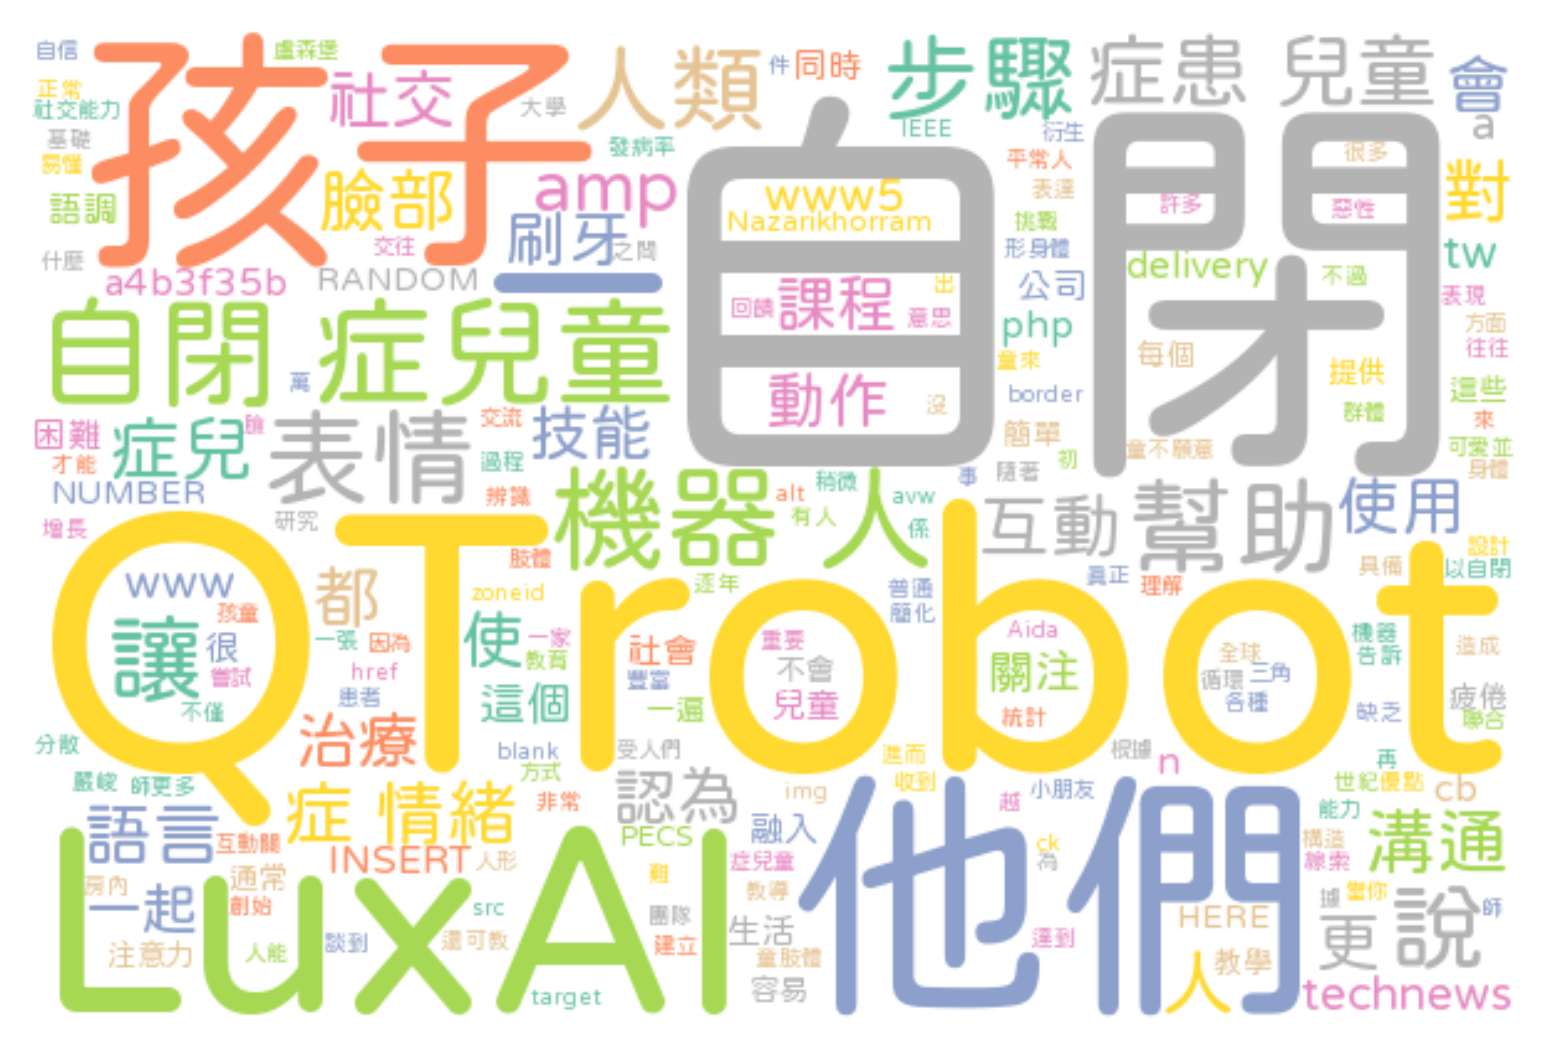 自信
盧森堡
孩子
人類
件
同時
步驟
症患 兒童
會
正常
社交能力
社交
大學
IEEE
衍生
a
基礎
發病率
平常人
很多
自閉
易懂
臉部
amp
www5
表達
許多
惡性
對
語調
刷牙
Nazarikhorram
挑戰
交往
之間
形身體
tw
什麼
delivery
不過
a4b3f35b
RANDOM
一
課程
回饋
出
意思
公司
表現
自閉 症兒童
php
方面
往往
童來
每個
提供
萬
動作
沒
border
這些
群體
來
困難
症兒
臉
表情
交流
技能
簡單
初
童不願意
可愛並
才能
過程
隨著
身體
NUMBER
辨識
機器 人
alt
稍微
avw
事
互動
幫助
使用
增長
研究
有人
係
QTrobot
肢體
設計
www
都
zoneid
逐年
普通
真正
理解
具備
以自閉
簡化
孩童
讓
很
一張
因為
使
一家
教育
社會
重要
Aida
機器
告訴
造成
全球
嘗試
href
豐富
不會
關注
循環
三角
患者
這個
一遍
兒童
各種
疲倦
不僅
統計
缺乏
聯合
分散
治療
blank
受人們
進而
根據
n
再
嚴峻
師更多
方式
認為
收到
小朋友
世紀
優點
cb
症 情緒
非常
img
越
能力
語言
互動關
PECS
融入
他們
ck
為
構造
線索
溝通
INSERT
人形
症兒童
房內
通常
難
教導
據
當你
一起
創始
src
團隊
生活
HERE
更
說
師
LuxAI
注意力
人能
談到
還可教
建立
童肢體
達到
人
教學
target
容易
technews